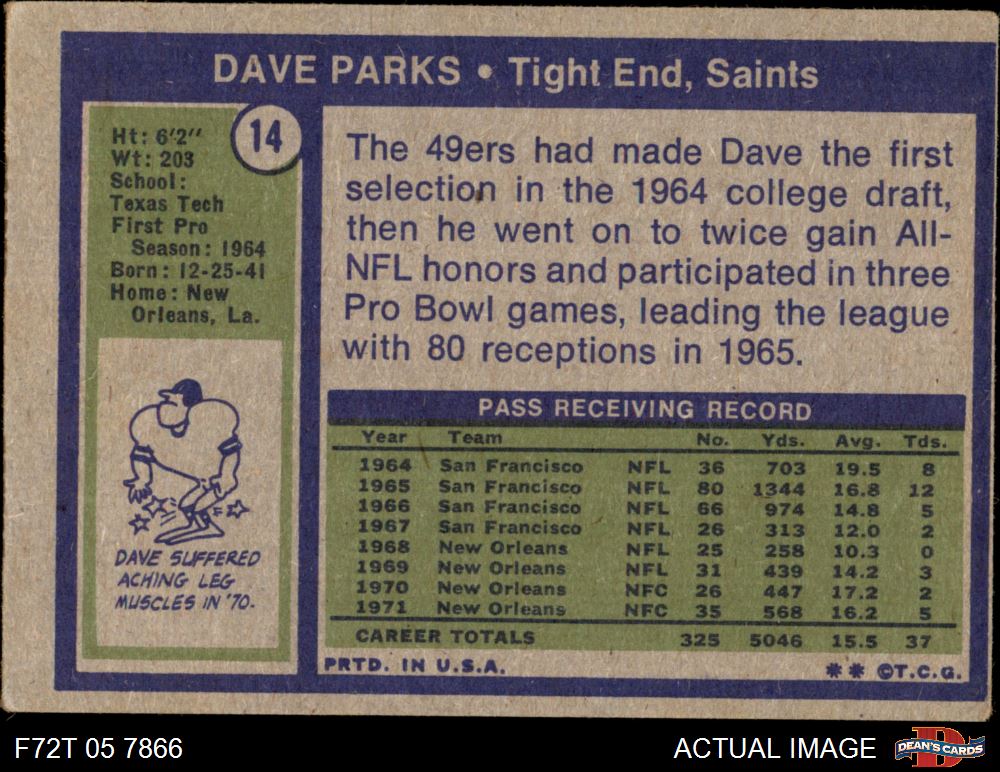 DAVE PARKS • Tight End, Saints
14
Ht: 6'2''
Wt: 203
School:
Texas Tech
First Pro
Season: 1964
Born: 12-25-41
Home: New
Orleans, La.
DAVE SUFFERED
ACHING LEG
MUSCLES IN '70.
The 49ers had made Dave the first
selection in the 1964 college draft,
then he went on to twice gain All-
NFL honors and participated in three
Pro Bowl games, leading the league
with 80 receptions in 1965.
PASS RECEIVING RECORD
Year Team No. Yds. Avg. Tds.
1964 San Francisco NFL 36 703 19.5 8
1965 San Francisco NFL 80 1344 16.8 12
1966 San Francisco NFL 66 974 14.8 5
1967 San Francisco NFL 26 313 12.0 2
1968 New Orleans NFL 25 258 10.3 0
1969 New Orleans NFL 31 439 14.2 3
1970 New Orleans NFC 26 447 17.2 2
1971 New Orleans NFC 35 568 16.2 5
CAREER TOTALS 325 5046 15.5 37
PRTD. IN U.S.A. ** ©T.C.G.
F72T 05 7866 ACTUAL IMAGE DEAN'S CARDS